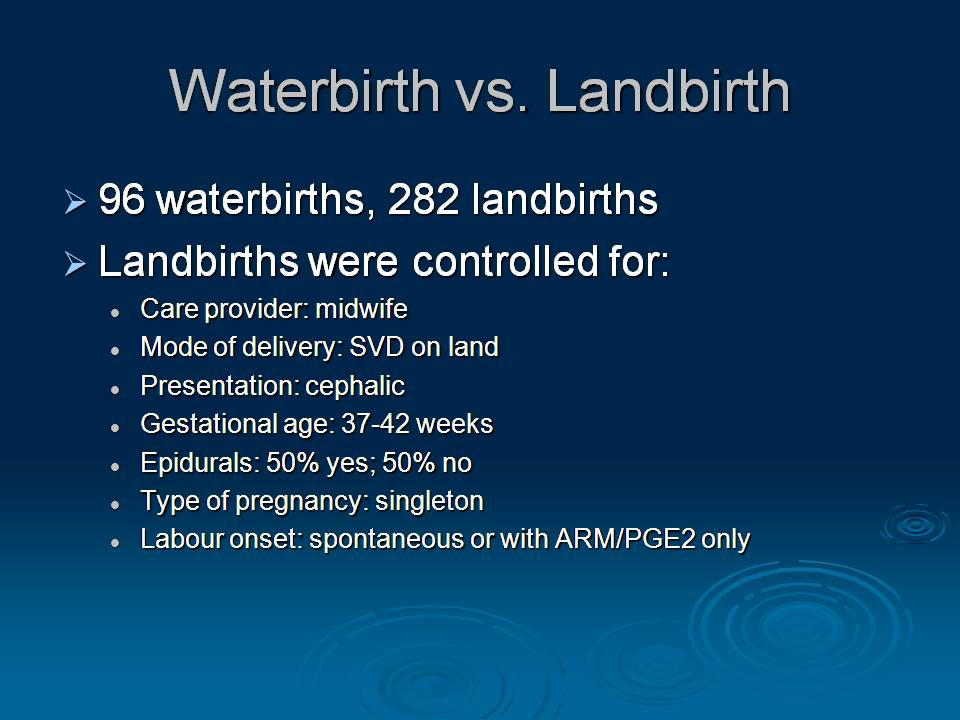 Waterbirth vs. Landbirth
96 waterbirths, 282 landbirths
Landbirths were controlled for:
Care provider: midwife
Mode of delivery: SVD on land
Presentation: cephalic
Gestational age: 37-42 weeks
Epidurals: 50% yes; 50% no
Type of pregnancy: singleton
Labour onset: spontaneous or with ARM/PGE2 only